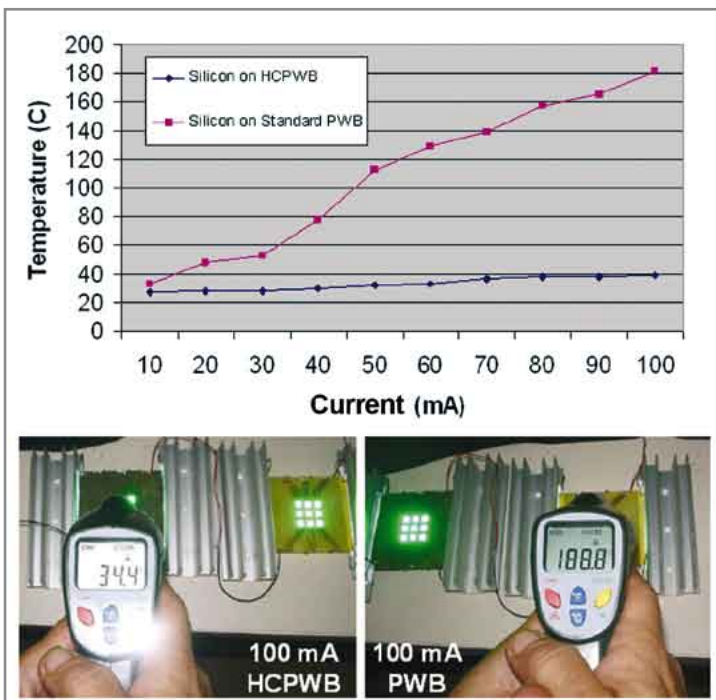 200
180
160
140
120
100
80
60
40
20
0
Temperature (C)
Silicon on HCPWB
Silicon on Standard PWB
10 20 30 40 50 60 70 80 90 100
Current (mA)
34.4
100 mA
HCPWB
188.8
100 mA
PWB